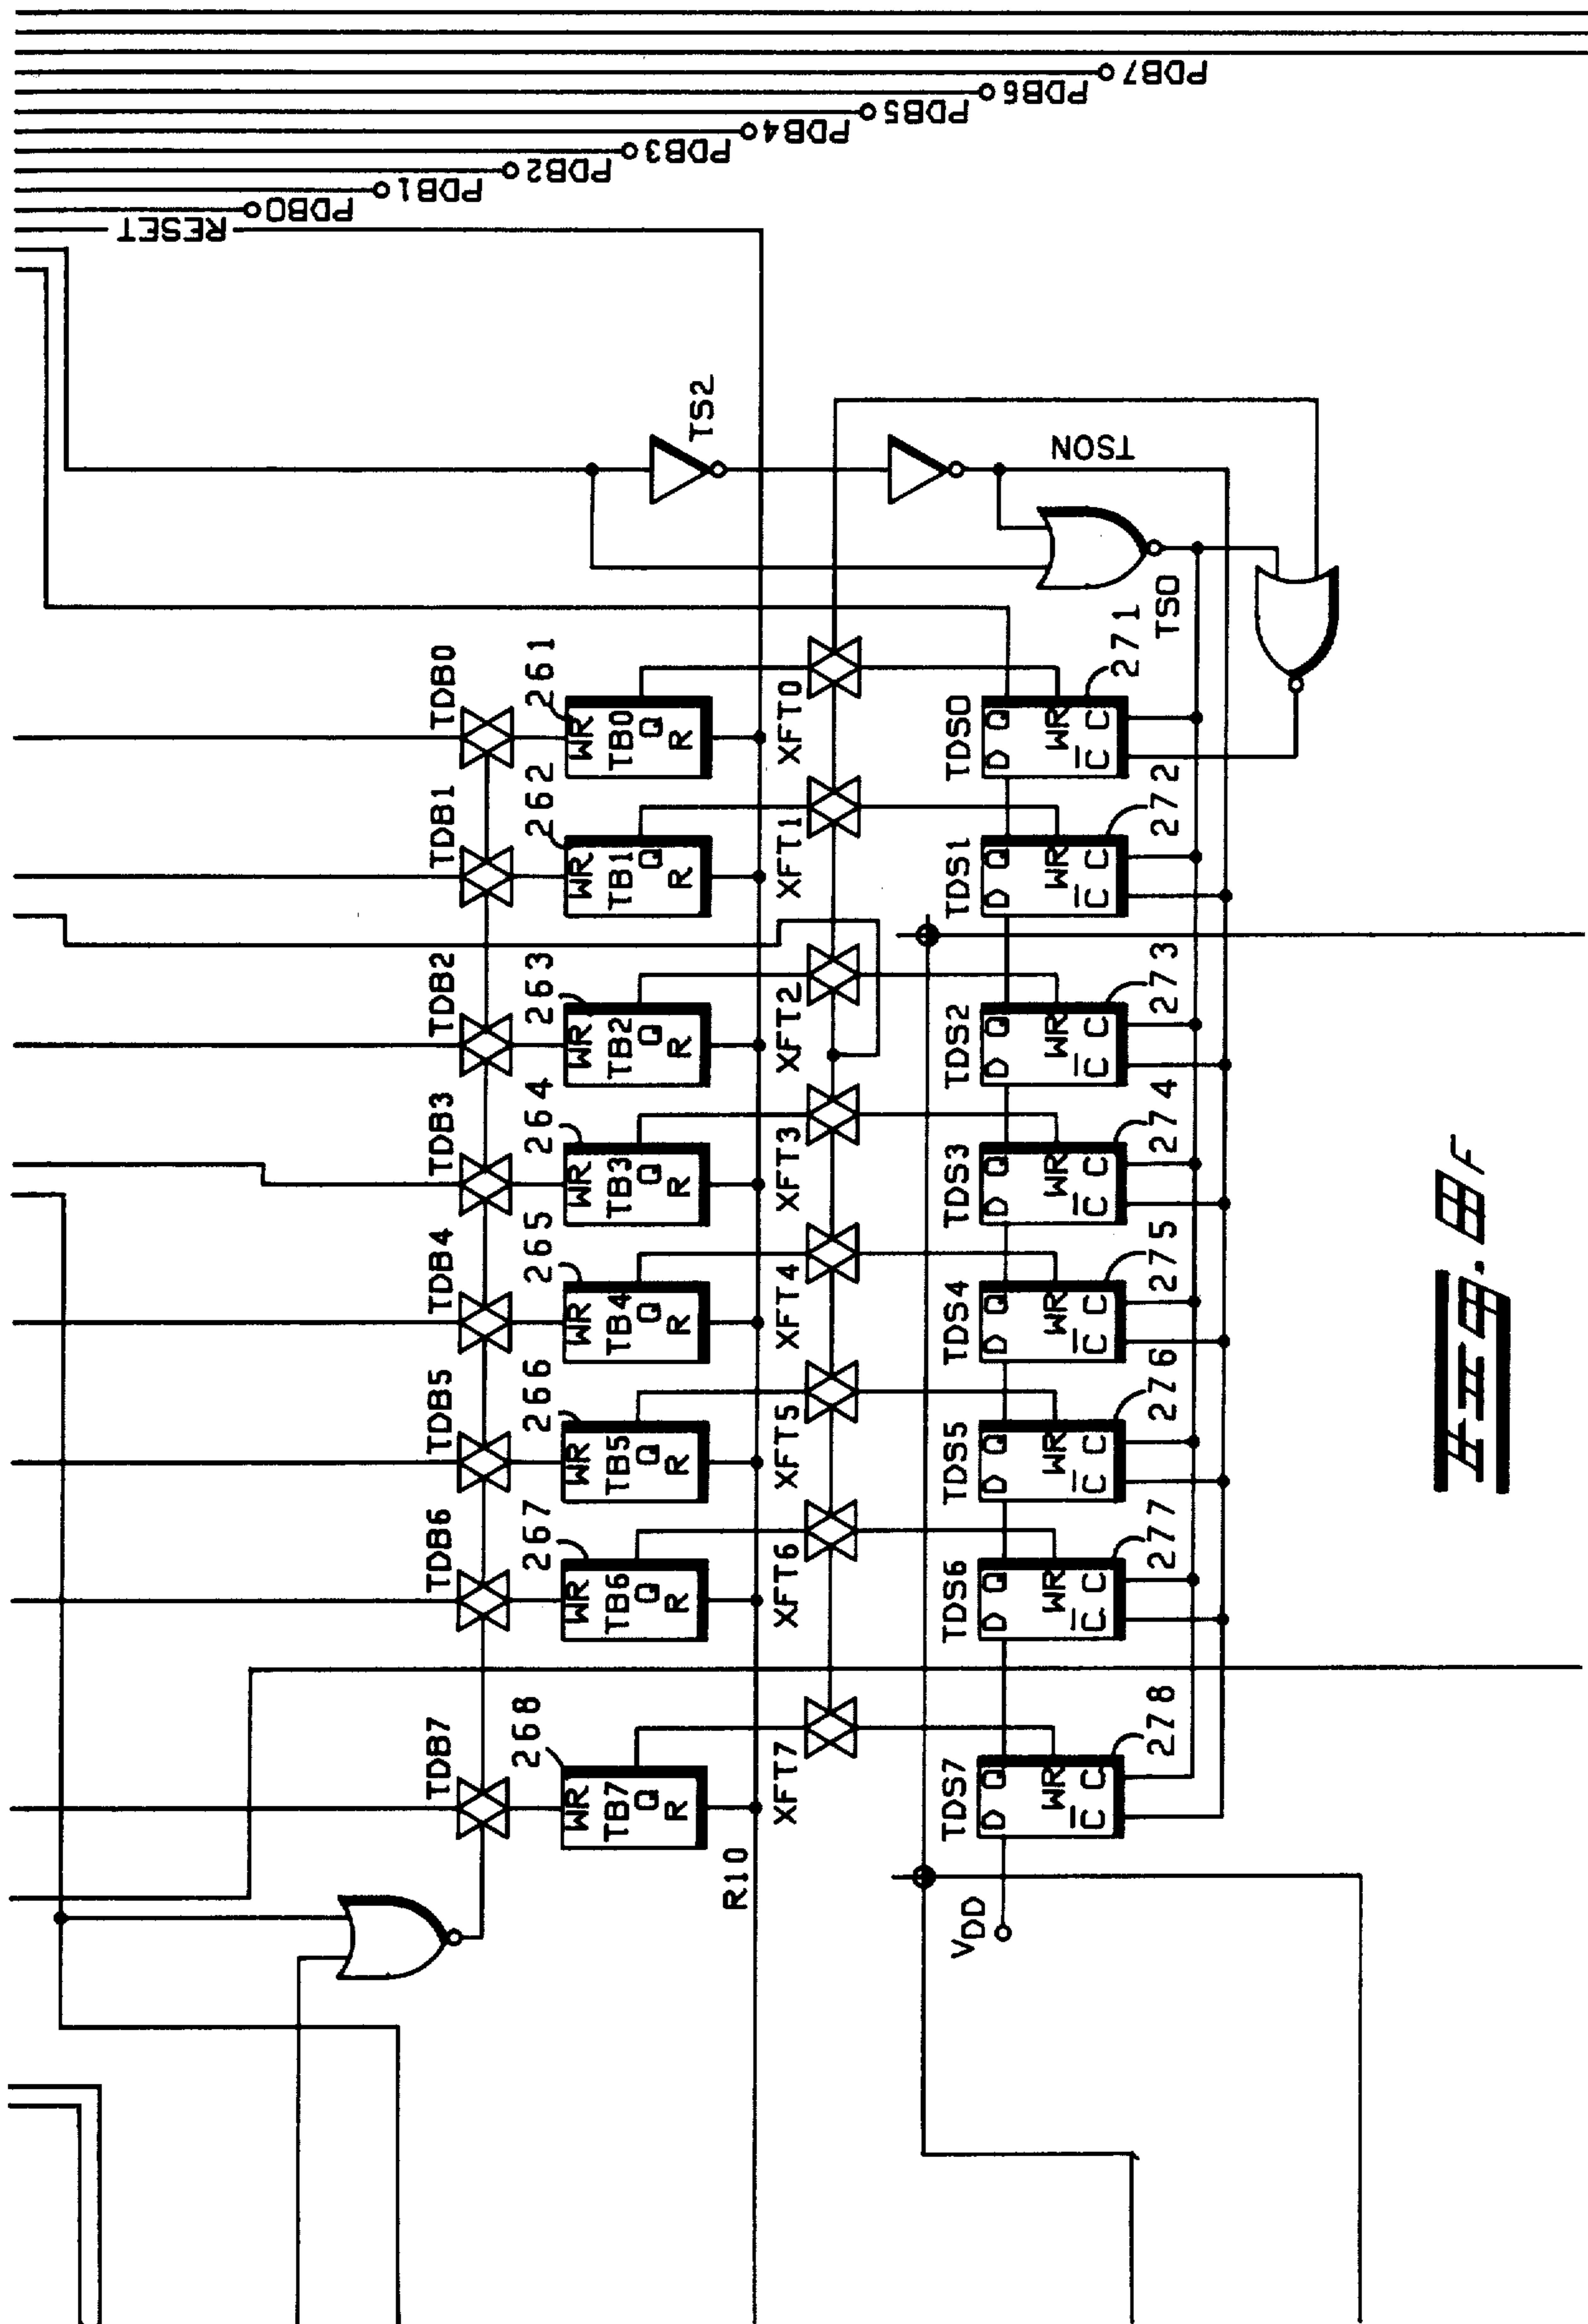 PDB7
PDB6
PDB5
PDB4
PDB3
PDB2
PDB1
PDB0
RESET
TS2
TSON
TSO
TDB0
TDB1
TDB2
TDB3
TDB4
TDB5
TDB6
TDB7
261
WR
TB0
Q
R
262
WR
TB1
Q
R
263
WR
TB2
Q
R
264
WR
TB3
Q
R
265
WR
TB4
Q
R
266
WR
TB5
Q
R
267
WR
TB6
Q
R
268
WR
TB7
Q
R
R10
XFT0
XFT1
XFT2
XFT3
XFT4
XFT5
XFT6
XFT7
TDS0
D Q
WR
C̅ C
271
TDS1
D Q
WR
C̅ C
272
TDS2
D Q
WR
C̅ C
273
TDS3
D Q
WR
C̅ C
274
TDS4
D Q
WR
C̅ C
275
TDS5
D Q
WR
C̅ C
276
TDS6
D Q
WR
C̅ C
277
TDS7
D Q
WR
C̅ C
278
VDD
FIG. 8F